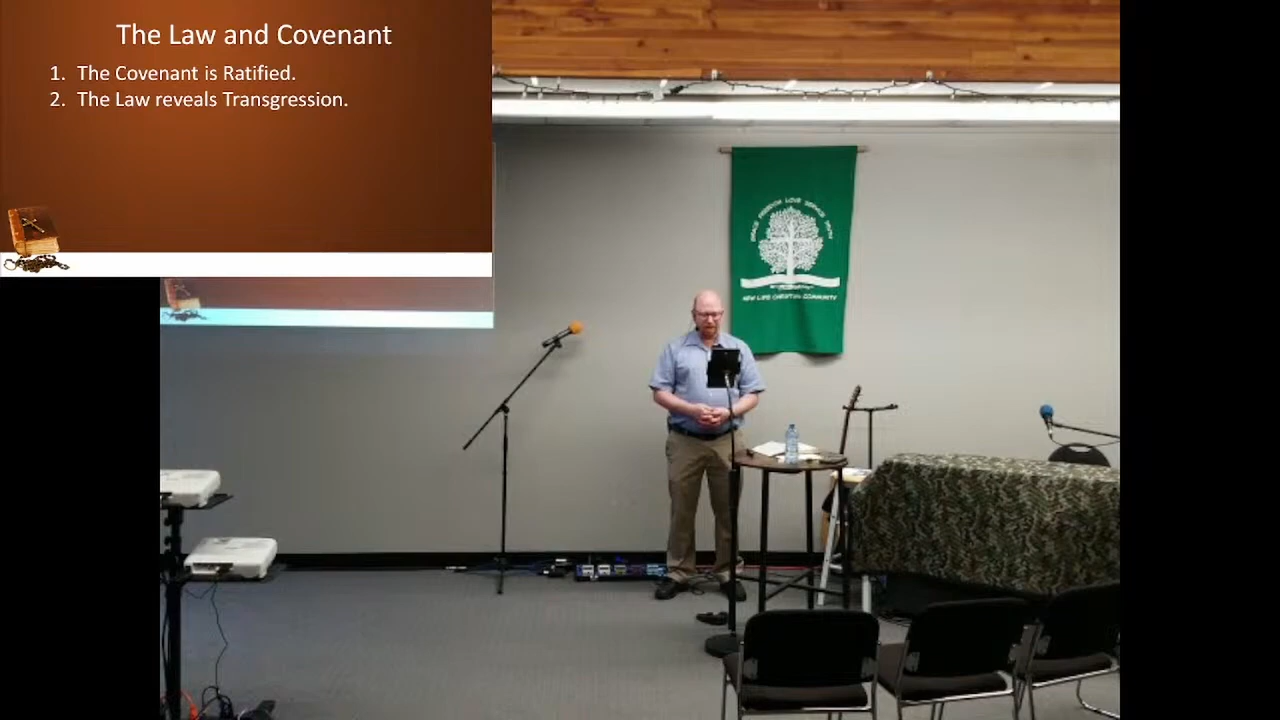 The Law and Covenant
1. The Covenant is Ratified.
2. The Law reveals Transgression.
NEW LIFE CHRISTIAN COMMUNITY